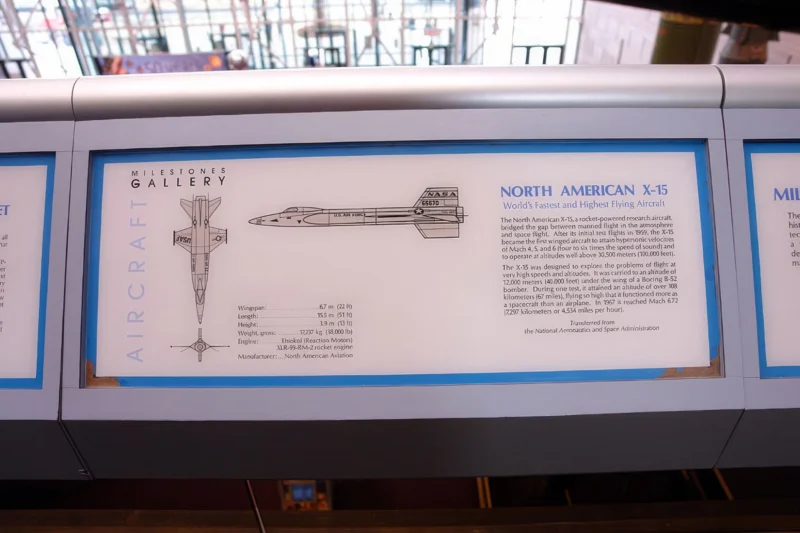 MILESTONES
GALLERY
AIRCRAFT
USAF
NASA
66670
U.S. AIR FORCE
Wingspan: 6.7 m (22 ft)
Length: 15.5 m (51 ft)
Height: 3.9 m (13 ft)
Weight, gross: 17,237 kg (38,000 lb)
Engine: Thiokol (Reaction Motors)
XLR-99-RM-2 rocket engine
Manufacturer: North American Aviation
NORTH AMERICAN X-15
World's Fastest and Highest Flying Aircraft
The North American X-15, a rocket-powered research aircraft,
bridged the gap between manned flight in the atmosphere
and space flight. After its initial test flights in 1959, the X-15
became the first winged aircraft to attain hypersonic velocities
of Mach 4, 5, and 6 (four to six times the speed of sound) and
to operate at altitudes well above 30,500 meters (100,000 feet).
The X-15 was designed to explore the problems of flight at
very high speeds and altitudes. It was carried to an altitude of
12,000 meters (40,000 feet) under the wing of a Boeing B-52
bomber. During one test, it attained an altitude of over 108
kilometers (67 miles), flying so high that it functioned more as
a spacecraft than an airplane. In 1967 it reached Mach 6.72
(7,297 kilometers or 4,534 miles per hour).
Transferred from
the National Aeronautics and Space Administration
MIL
The